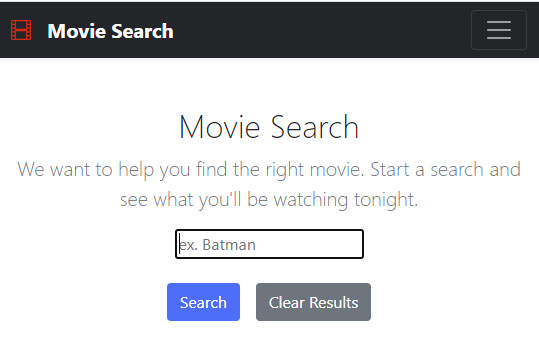 Movie Search
Movie Search
We want to help you find the right movie. Start a search and
see what you'll be watching tonight.
ex. Batman
Search Clear Results